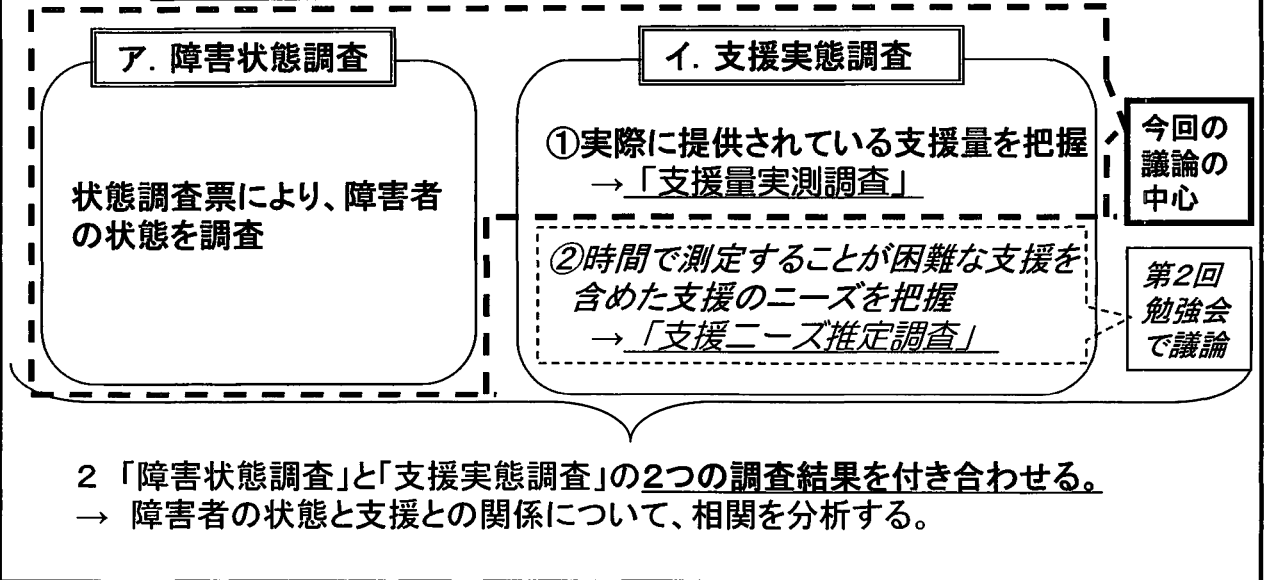 ア．障害状態調査
状態調査票により、障害者
の状態を調査
イ．支援実態調査
①実際に提供されている支援量を把握
→「支援量実測調査」
②時間で測定することが困難な支援を
含めた支援のニーズを把握
→「支援ニーズ推定調査」
今回の
議論の
中心
第2回
勉強会
で議論
２ 「障害状態調査」と「支援実態調査」の２つの調査結果を付き合わせる。
→ 障害者の状態と支援との関係について、相関を分析する。